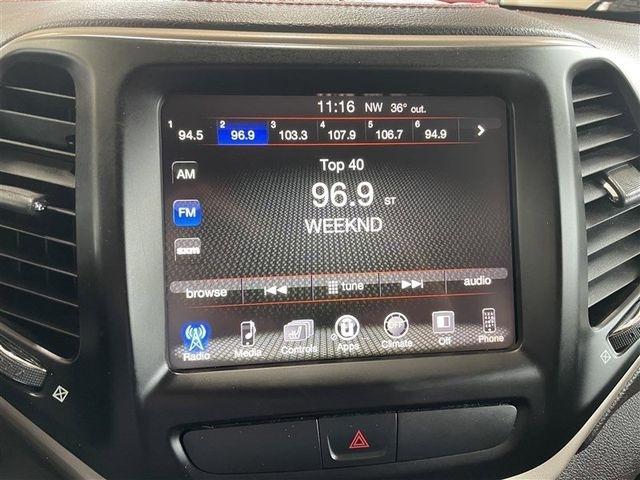 11:16 NW 36° out.
1 94.5 2 96.9 3 103.3 4 107.9 5 106.7 6 94.9
AM
Top 40
96.9 ST
FM
WEEKND
browse tune audio
Radio Media Controls Apps OFF Climate Off Phone